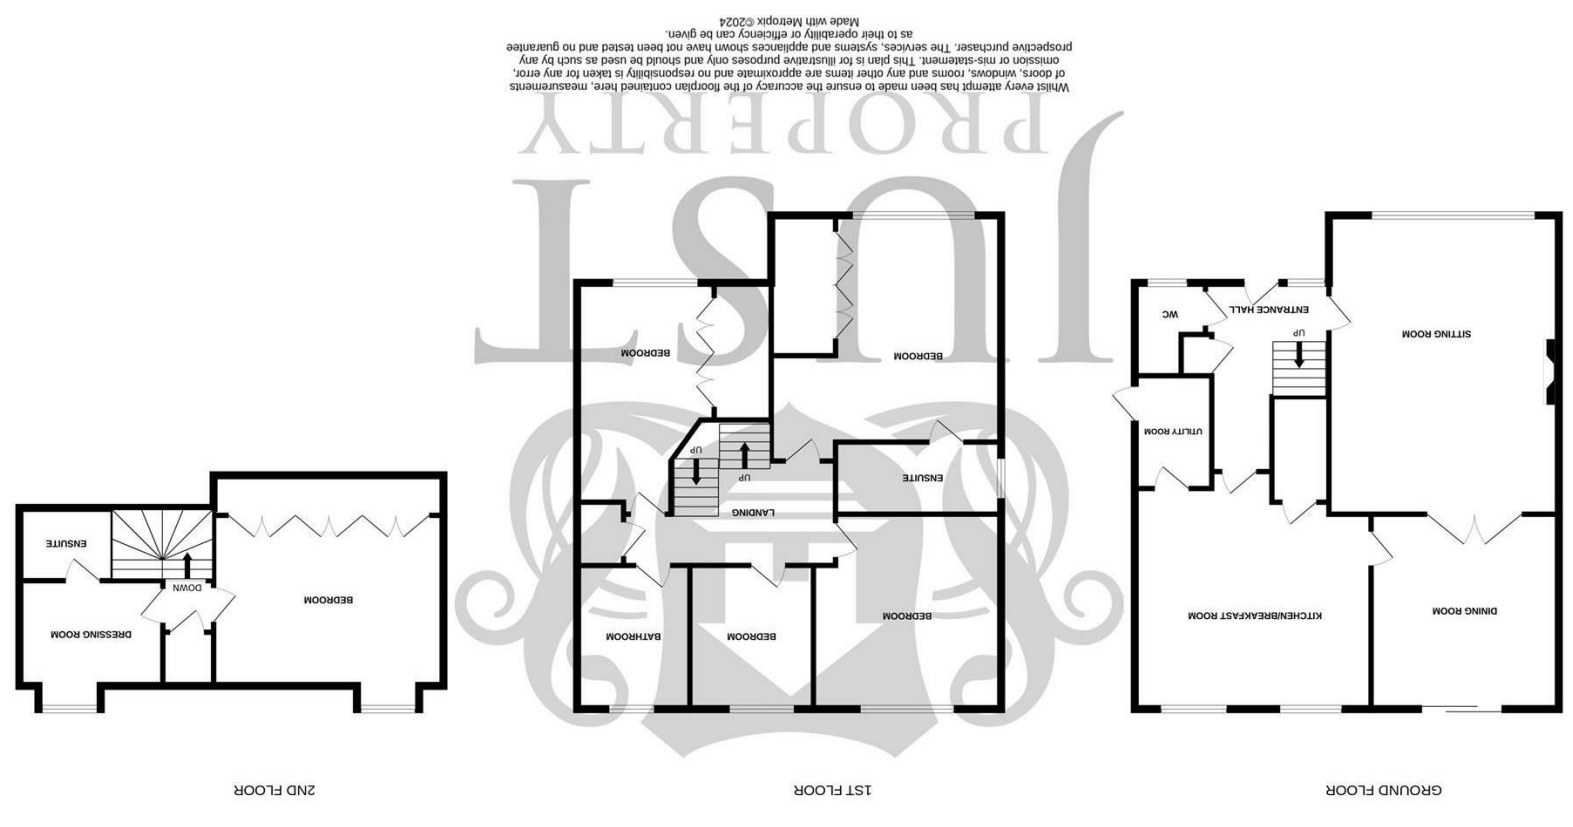 GROUND FLOOR
1ST FLOOR
2ND FLOOR
DINING ROOM
KITCHEN/BREAKFAST ROOM
UTILITY ROOM
SITTING ROOM
UP
ENTRANCE HALL
WC
BEDROOM
BEDROOM
BATHROOM
LANDING
ENSUITE
UP
UP
BEDROOM
BEDROOM
DRESSING ROOM
BEDROOM
DOWN
ENSUITE
JUST
PROPERTY
Whilst every attempt has been made to ensure the accuracy of the floorplan contained here, measurements
of doors, windows, rooms and any other items are approximate and no responsibility is taken for any error,
omission or mis-statement. This plan is for illustrative purposes only and should be used as such by any
prospective purchaser. The services, systems and appliances shown have not been tested and no guarantee
as to their operability or efficiency can be given.
Made with Metropix ©2024